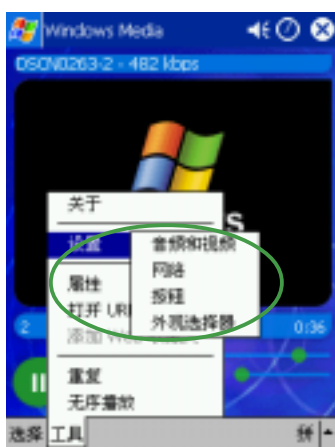 Windows Media
DSCN0263-2 - 482 kbps
关于
设置
音频和视频
网络
属性
按钮
打开 URL
外观选择器
2
0:36
重复
无序播放
选择 工具
拼